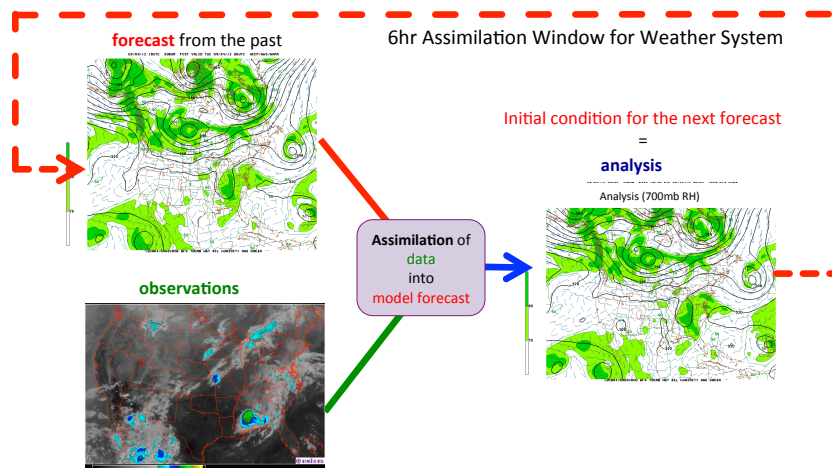 forecast from the past
6hr Assimilation Window for Weather System
Initial condition for the next forecast
=
analysis
Analysis (700mb RH)
Assimilation of
data
into
model forecast
observations
unisys